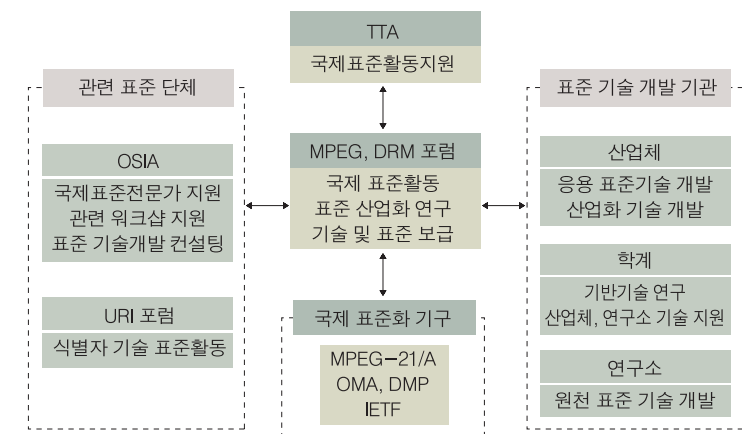 TTA
국제표준활동지원
관련 표준 단체
OSIA
국제표준전문가 지원
관련 워크샵 지원
표준 기술개발 컨설팅
URI 포럼
식별자 기술 표준활동
MPEG, DRM 포럼
국제 표준활동
표준 산업화 연구
기술 및 표준 보급
국제 표준화 기구
MPEG-21/A
OMA, DMP
IETF
표준 기술 개발 기관
산업체
응용 표준기술 개발
산업화 기술 개발
학계
기반기술 연구
산업체, 연구소 기술 지원
연구소
원천 표준 기술 개발